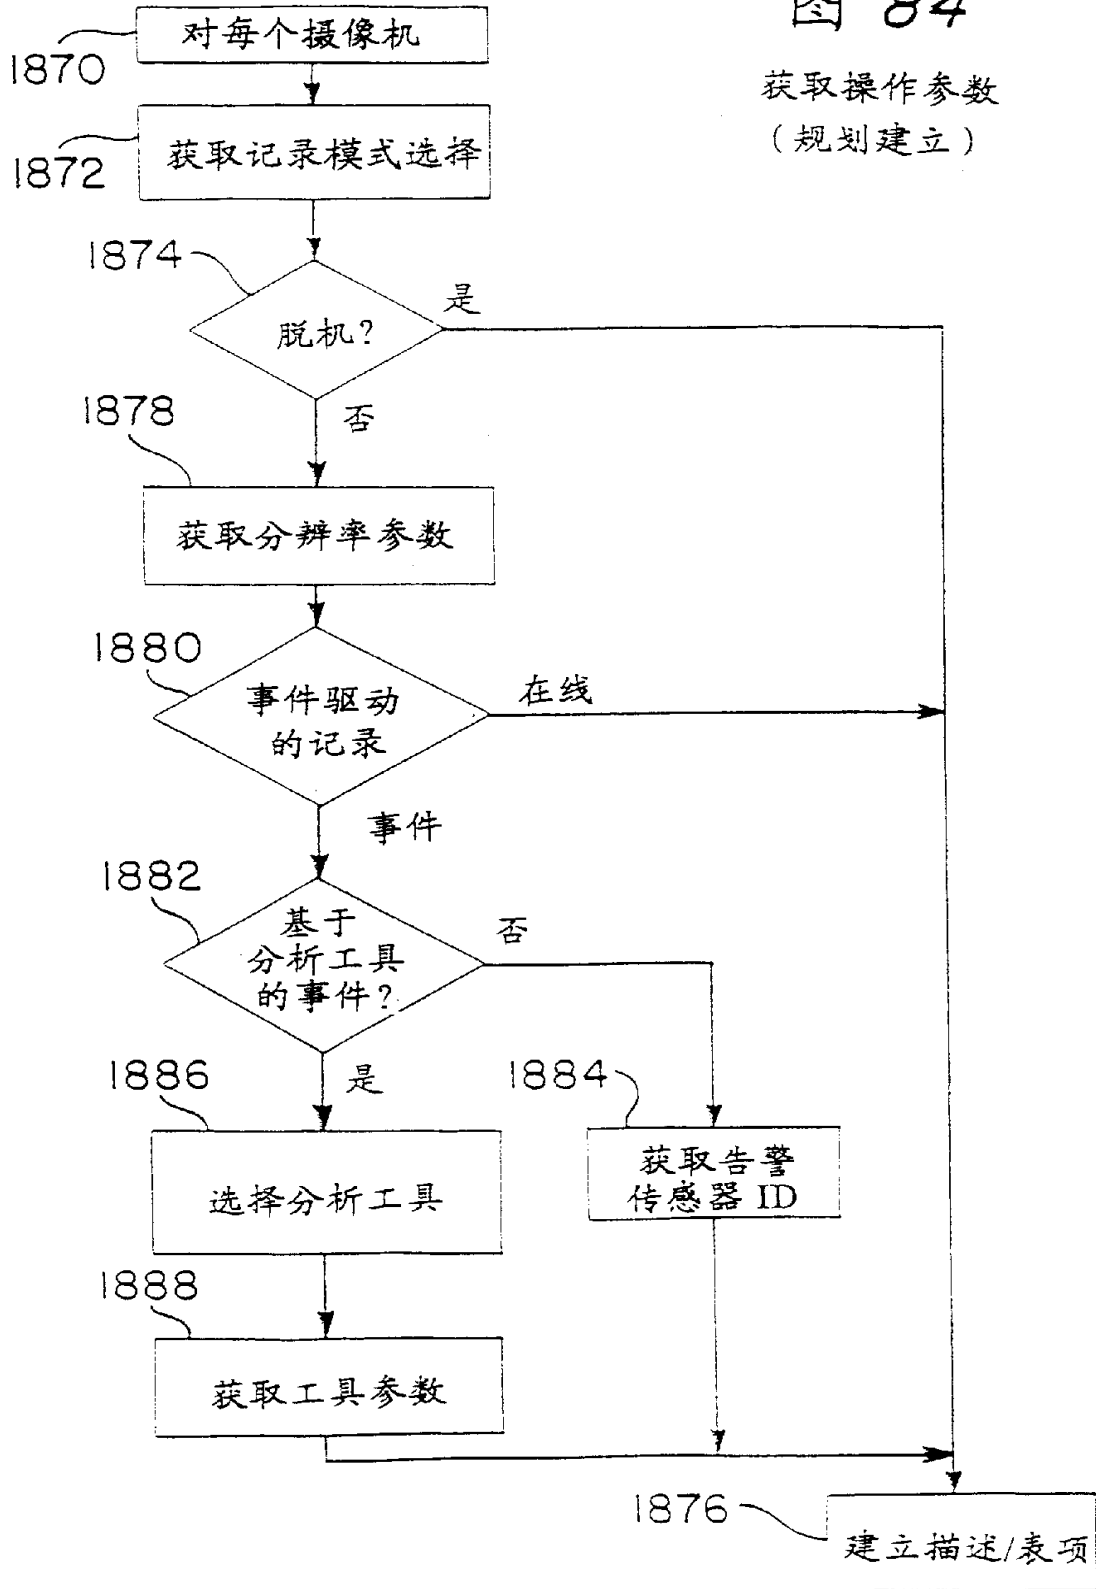 图 84
获取操作参数
(规划建立)
对每个摄像机
1870
获取记录模式选择
1872
1874
脱机?
是
否
1878
获取分辨率参数
1880
事件驱动
的记录
在线
事件
1882
基于
分析工具
的事件?
否
是
1886
选择分析工具
1884
获取告警
传感器 ID
1888
获取工具参数
1876
建立描述/表项